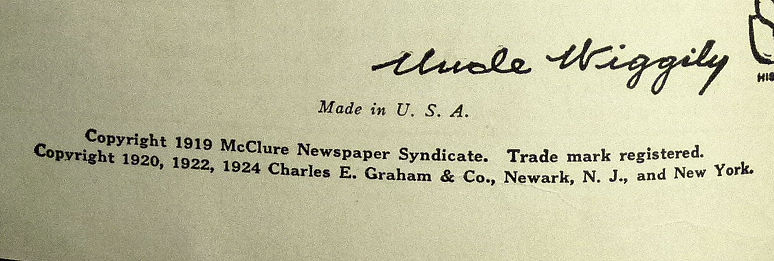 Uncle Wiggily
HIS
Made in U. S. A.
Copyright 1919 McClure Newspaper Syndicate. Trade mark registered.
Copyright 1920, 1922, 1924 Charles E. Graham & Co., Newark, N. J., and New York.